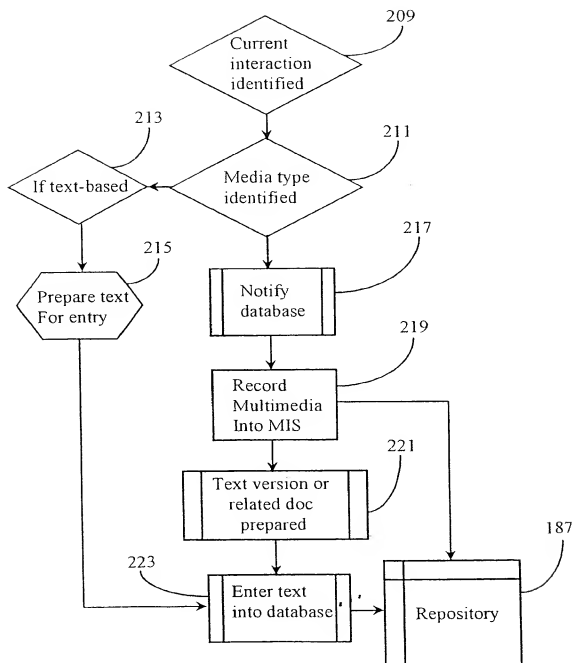 209
Current
interaction
identified
213
211
If text-based
Media type
identified
215
217
Prepare text
For entry
Notify
database
219
Record
Multimedia
Into MIS
221
Text version or
related doc
prepared
187
223
Enter text
into database
Repository